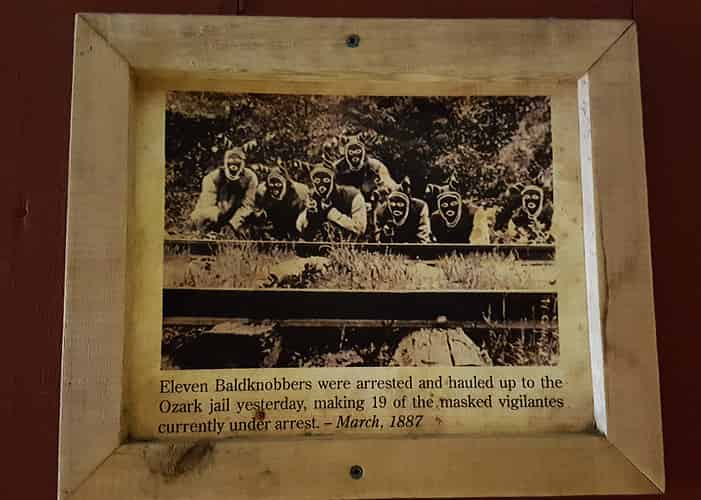 Eleven Baldknobbers were arrested and hauled up to the
Ozark jail yesterday, making 19 of the masked vigilantes
currently under arrest. – March, 1887